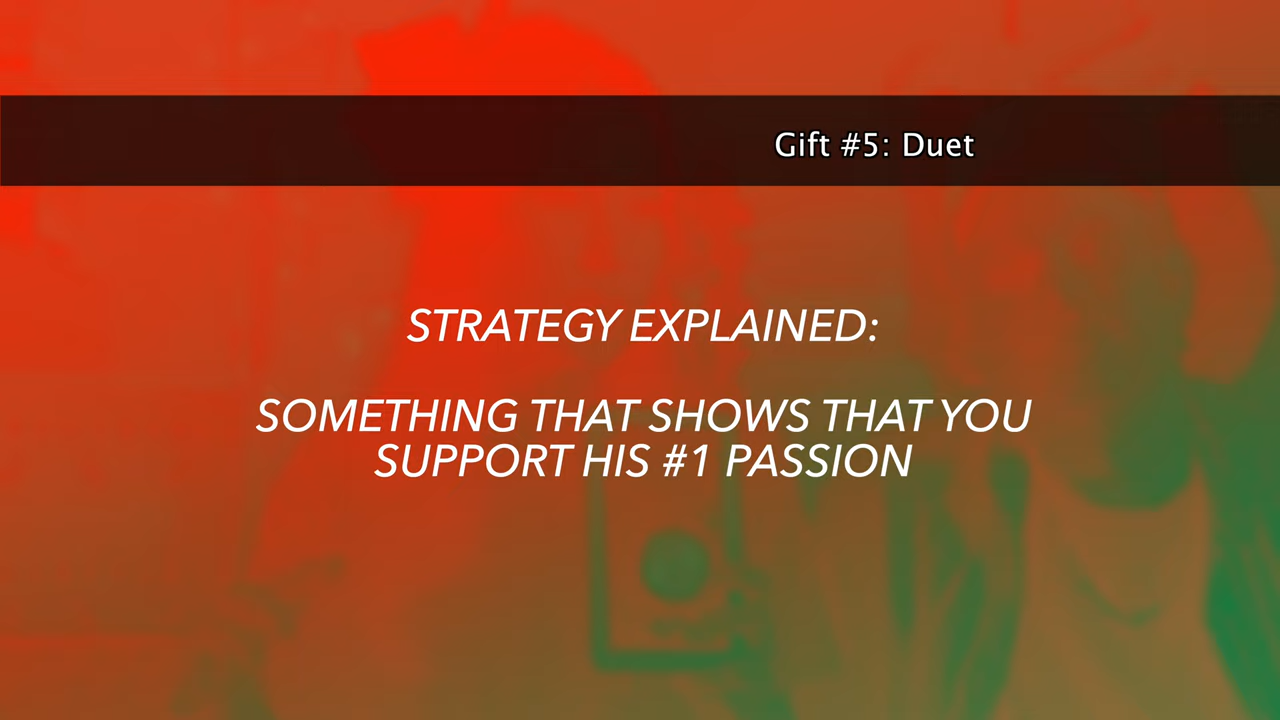 Gift #5: Duet
STRATEGY EXPLAINED:
SOMETHING THAT SHOWS THAT YOU
SUPPORT HIS #1 PASSION